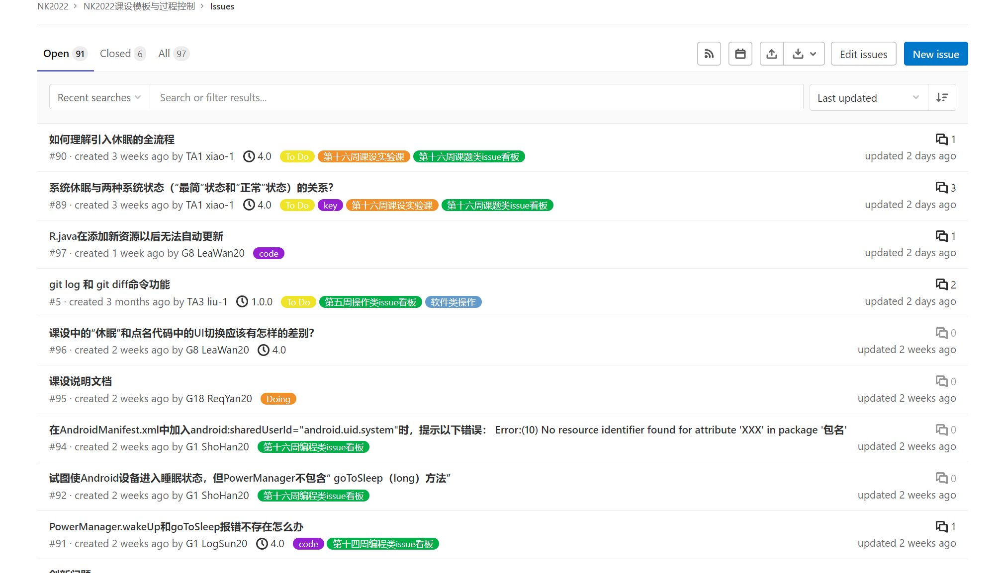 NK2022 › NK2022课设模板与过程控制 › Issues
Open 91 Closed 6 All 97 Edit issues New issue
Recent searches Search or filter results... Last updated
如何理解引入休眠的全流程 1
#90 · created 3 weeks ago by TA1 xiao-1 4.0 To Do 第十六周课设实验课 第十六周课题类issue看板 updated 2 days ago
系统休眠与两种系统状态（“最简”状态和“正常”状态）的关系？ 3
#89 · created 3 weeks ago by TA1 xiao-1 4.0 To Do key 第十六周课设实验课 第十六周课题类issue看板 updated 2 days ago
R.java在添加新资源以后无法自动更新 1
#97 · created 1 week ago by G8 LeaWan20 code updated 2 days ago
git log 和 git diff命令功能 2
#5 · created 3 months ago by TA3 liu-1 1.0.0 To Do 第五周操作类issue看板 软件类操作 updated 2 days ago
课设中的“休眠”和点名代码中的UI切换应该有怎样的差别？ 0
#96 · created 2 weeks ago by G8 LeaWan20 4.0 updated 2 weeks ago
课设说明文档 0
#95 · created 2 weeks ago by G18 ReqYan20 Doing updated 2 weeks ago
在AndroidManifest.xml中加入android:sharedUserId="android.uid.system"时，提示以下错误： Error:(10) No resource identifier found for attribute 'XXX' in package '包名' 0
#94 · created 2 weeks ago by G1 ShoHan20 第十六周编程类issue看板 updated 2 weeks ago
试图使Android设备进入睡眠状态，但PowerManager不包含“ goToSleep（long）方法” 0
#92 · created 2 weeks ago by G1 ShoHan20 第十六周编程类issue看板 updated 2 weeks ago
PowerManager.wakeUp和goToSleep报错不存在怎么办 1
#91 · created 2 weeks ago by G1 LogSun20 4.0 code 第十四周编程类issue看板 updated 2 weeks ago
创新问题